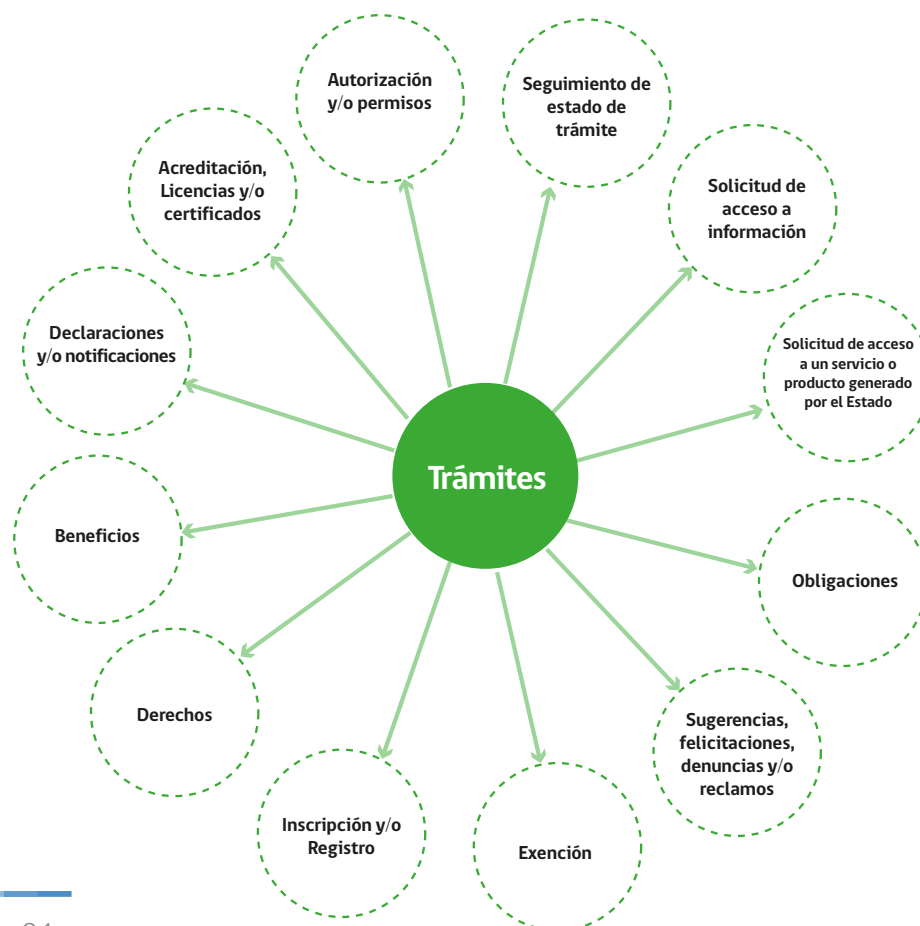 Autorización
y/o permisos
Seguimiento de
estado de
trámite
Acreditación,
Licencias y/o
certificados
Solicitud de
acceso a
información
Declaraciones
y/o notificaciones
Solicitud de acceso
a un servicio o
producto generado
por el Estado
Trámites
Beneficios
Obligaciones
Derechos
Sugerencias,
felicitaciones,
denuncias y/o
reclamos
Inscripción y/o
Registro
Exención